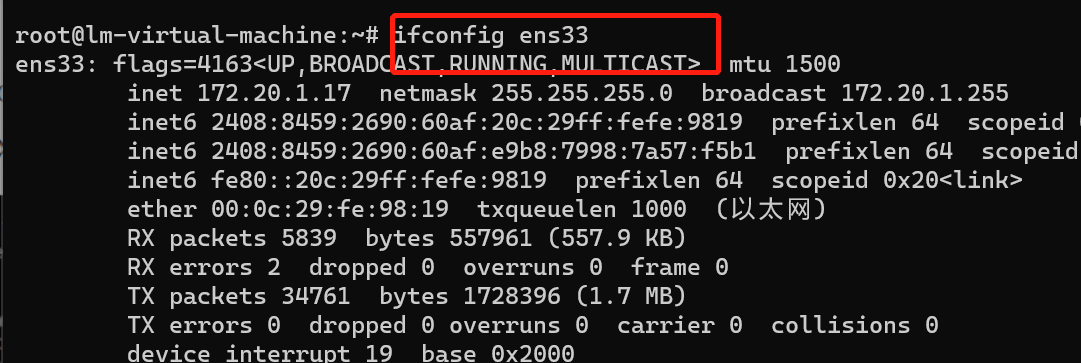 root@lm-virtual-machine:~# ifconfig ens33
ens33: flags=4163<UP,BROADCAST,RUNNING,MULTICAST>  mtu 1500
        inet 172.20.1.17  netmask 255.255.255.0  broadcast 172.20.1.255
        inet6 2408:8459:2690:60af:20c:29ff:fefe:9819  prefixlen 64  scopeid
        inet6 2408:8459:2690:60af:e9b8:7998:7a57:f5b1  prefixlen 64  scopeid
        inet6 fe80::20c:29ff:fefe:9819  prefixlen 64  scopeid 0x20<link>
        ether 00:0c:29:fe:98:19  txqueuelen 1000  (以太网)
        RX packets 5839  bytes 557961 (557.9 KB)
        RX errors 2  dropped 0  overruns 0  frame 0
        TX packets 34761  bytes 1728396 (1.7 MB)
        TX errors 0  dropped 0 overruns 0  carrier 0  collisions 0
        device interrupt 19  base 0x2000